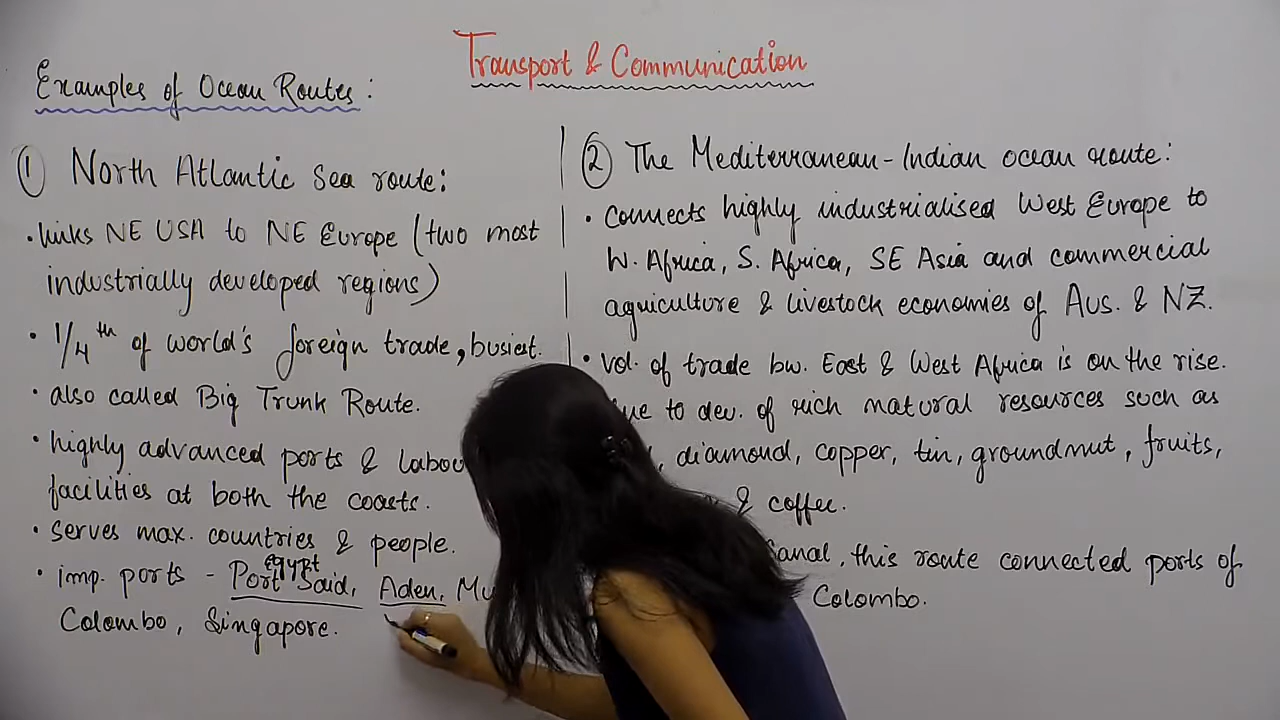 Transport & Communication
Examples of Ocean Routes:
① North Atlantic Sea route:
• links NE USA to NE Europe (two most
industrially developed regions)
• 1/4th of world's foreign trade, busiest.
• also called Big Trunk Route.
• highly advanced ports &
facilities at both the coasts.
• serves max. countries & people.
Egypt
• imp. ports - Port Said, Aden,
Colombo, Singapore.
② The Mediterranean-Indian ocean route:
• connects highly industrialised West Europe to
W. Africa, S. Africa, SE Asia and commercial
agriculture & livestock economies of Aus. & NZ.
• vol. of trade bw. East & West Africa is on the rise.
to dev. of rich natural resources such as
, diamond, copper, tin, groundnut, fruits,
& coffee.
, this route connected ports of
Colombo.